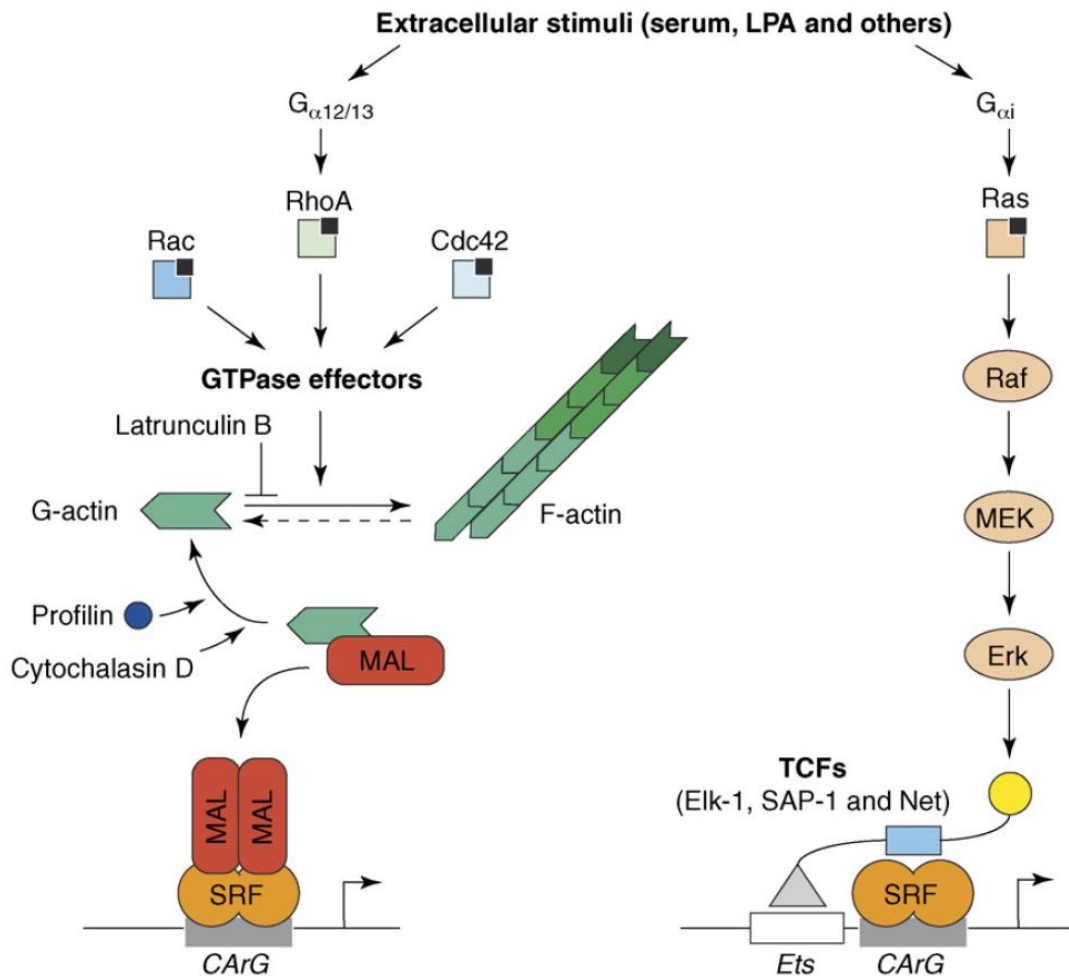 Extracellular stimuli (serum, LPA and others)
Gα12/13
Gαi
RhoA
Ras
Rac
Cdc42
GTPase effectors
Raf
Latrunculin B
G-actin
F-actin
MEK
Profilin
Cytochalasin D
MAL
Erk
TCFs
(Elk-1, SAP-1 and Net)
MAL
MAL
SRF
SRF
CArG
Ets
CArG